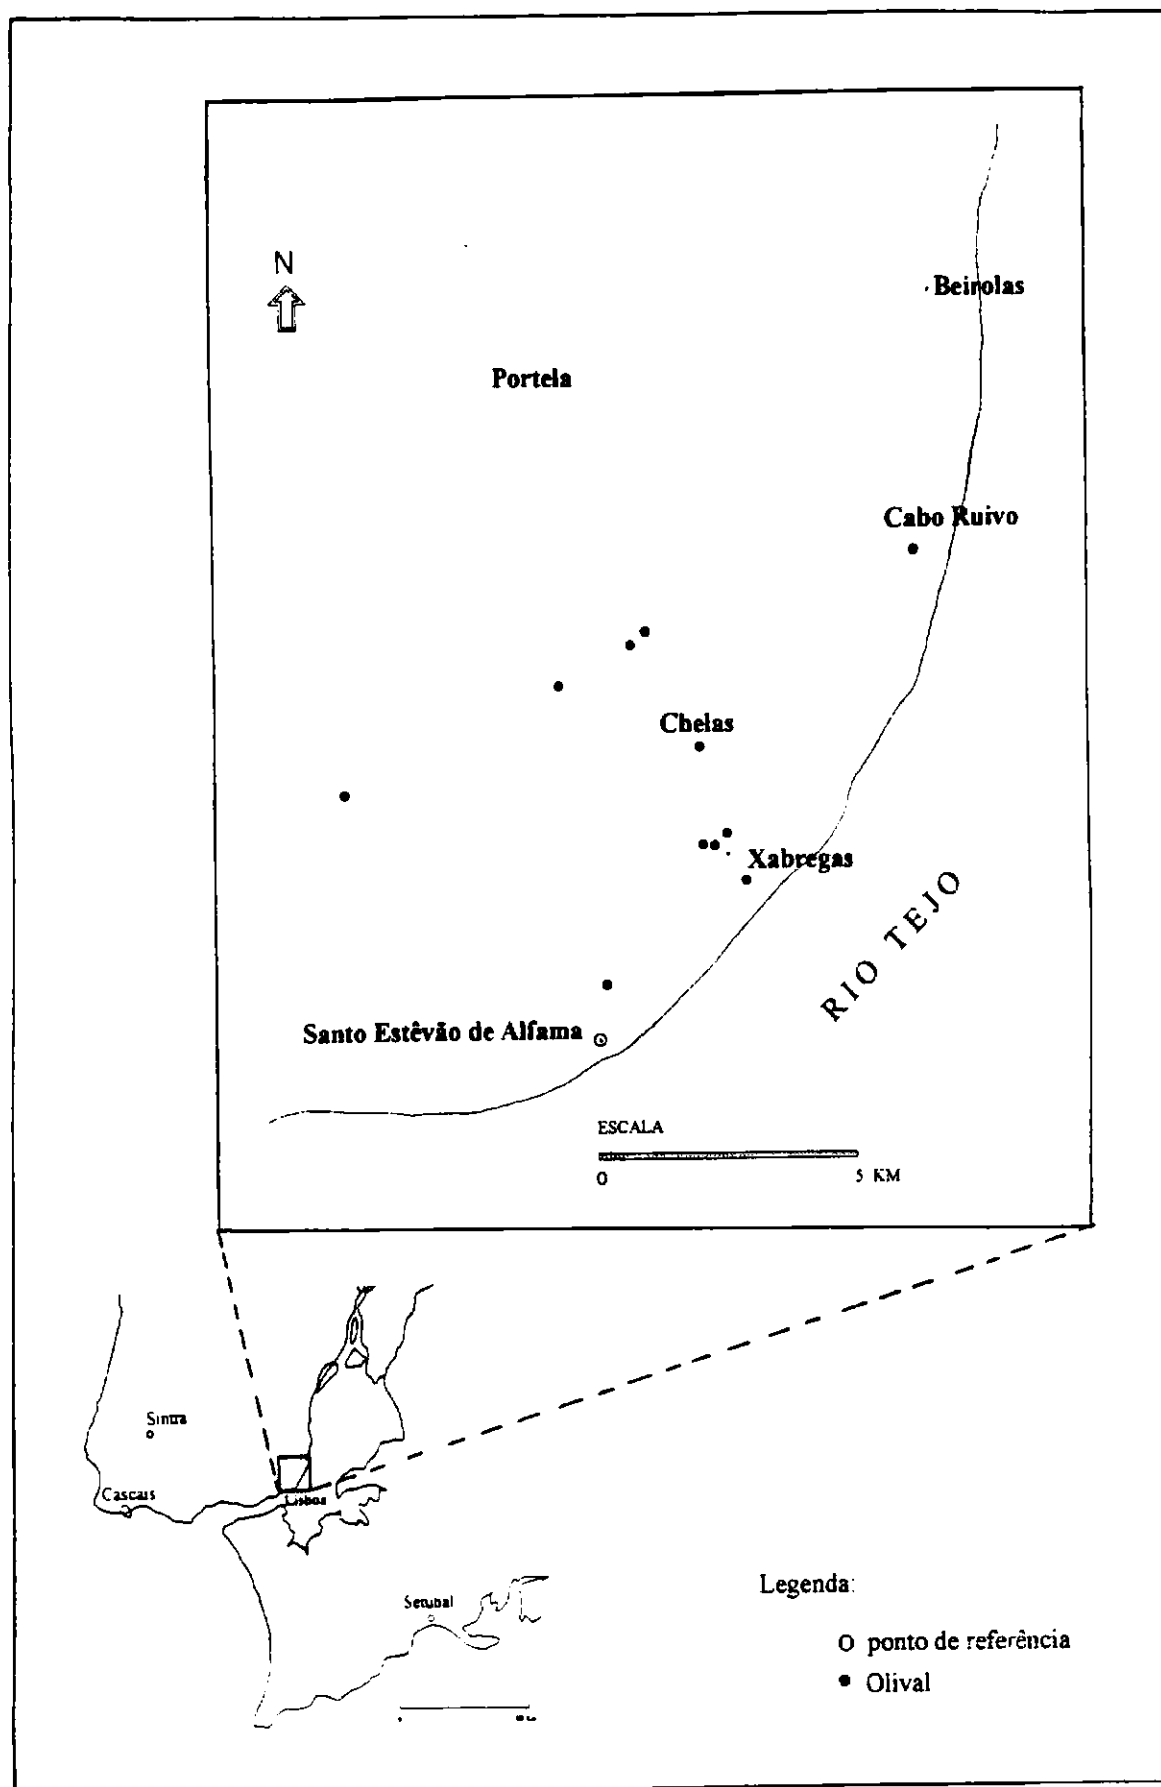 N
Beirolas
Portela
Cabo Ruivo
Chelas
Xabregas
RIO TEJO
Santo Estêvão de Alfama
ESCALA
0 5 KM
Sintra
Cascais
Lisboa
Setubal
Legenda:
ponto de referência
Olival